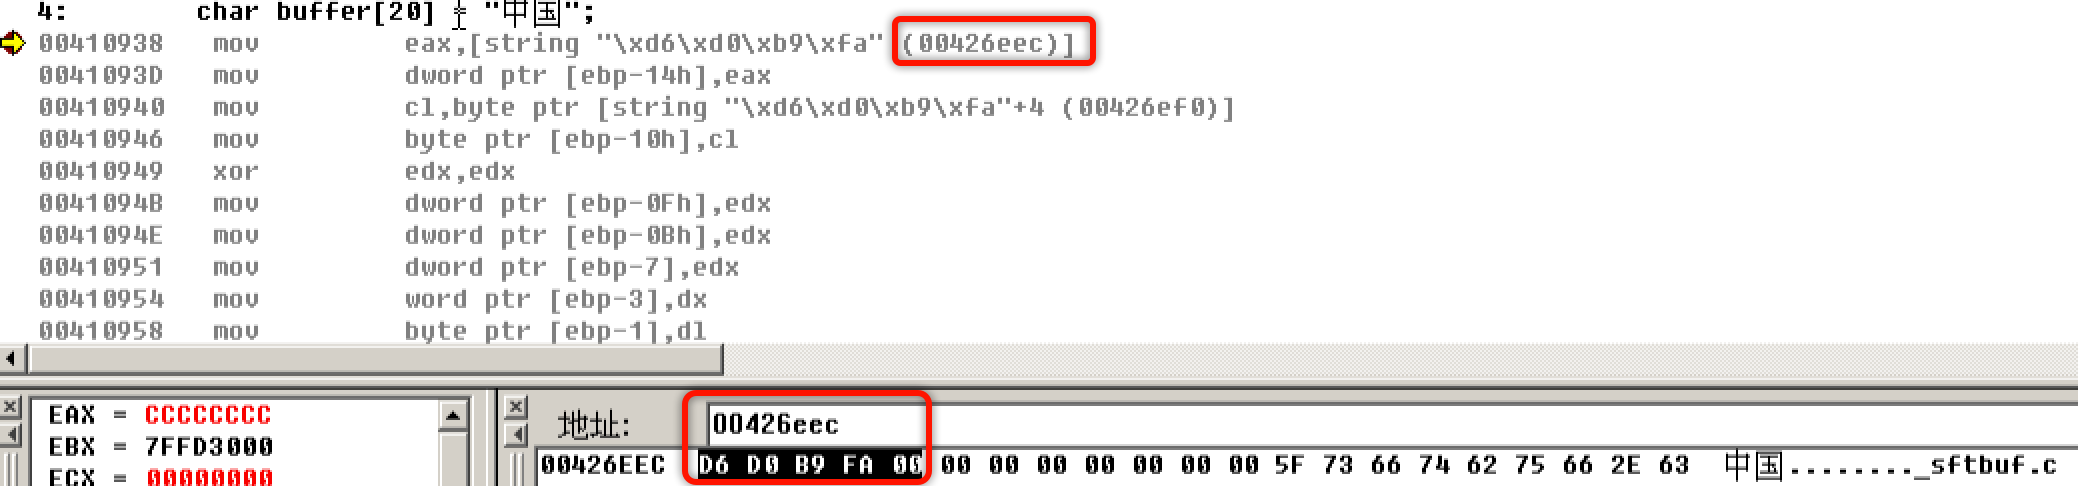 4: char buffer[20] = "中国";
00410938 mov eax,[string "\xd6\xd0\xb9\xfa" (00426eec)]
0041093D mov dword ptr [ebp-14h],eax
00410940 mov cl,byte ptr [string "\xd6\xd0\xb9\xfa"+4 (00426ef0)]
00410946 mov byte ptr [ebp-10h],cl
00410949 xor edx,edx
0041094B mov dword ptr [ebp-0Fh],edx
0041094E mov dword ptr [ebp-0Bh],edx
00410951 mov dword ptr [ebp-7],edx
00410954 mov word ptr [ebp-3],dx
00410958 mov byte ptr [ebp-1],dl
EAX = CCCCCCCC
EBX = 7FFD3000
ECX = 00000000
地址: 00426eec
00426EEC D6 D0 B9 FA 00 00 00 00 00 00 00 00 5F 73 66 74 62 75 66 2E 63 中国........_sftbuf.c